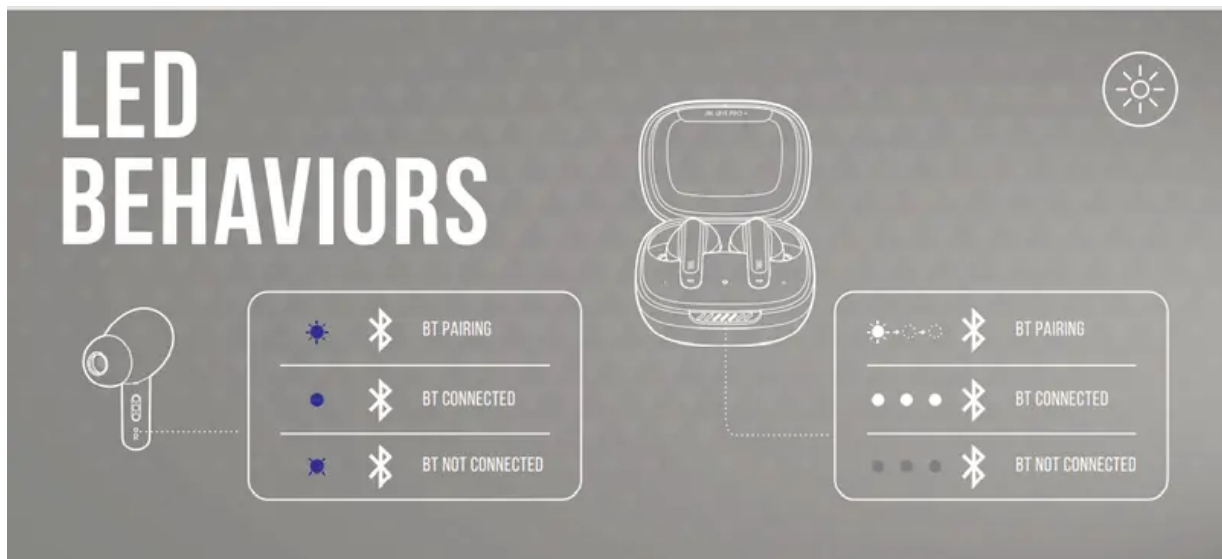 LED
BEHAVIORS
BT PAIRING
BT CONNECTED
BT NOT CONNECTED
BT PAIRING
BT CONNECTED
BT NOT CONNECTED